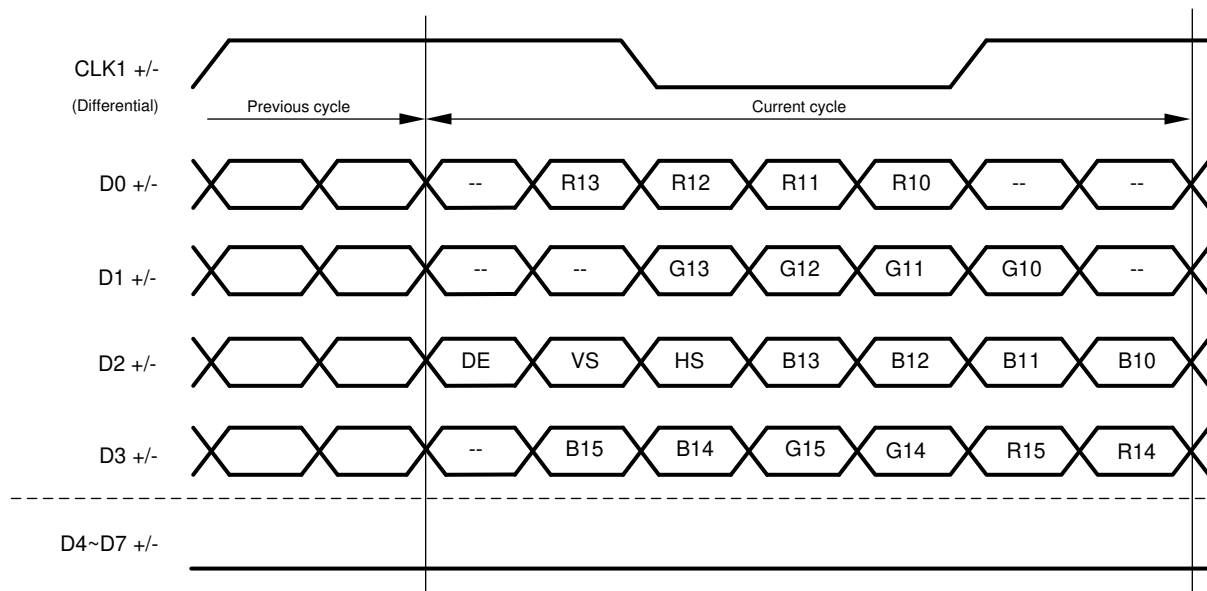 CLK1 +/-
(Differential)
Previous cycle
Current cycle
D0 +/-
-- R13 R12 R11 R10 -- --
D1 +/-
-- -- G13 G12 G11 G10 --
D2 +/-
DE VS HS B13 B12 B11 B10
D3 +/-
-- B15 B14 G15 G14 R15 R14
D4~D7 +/-